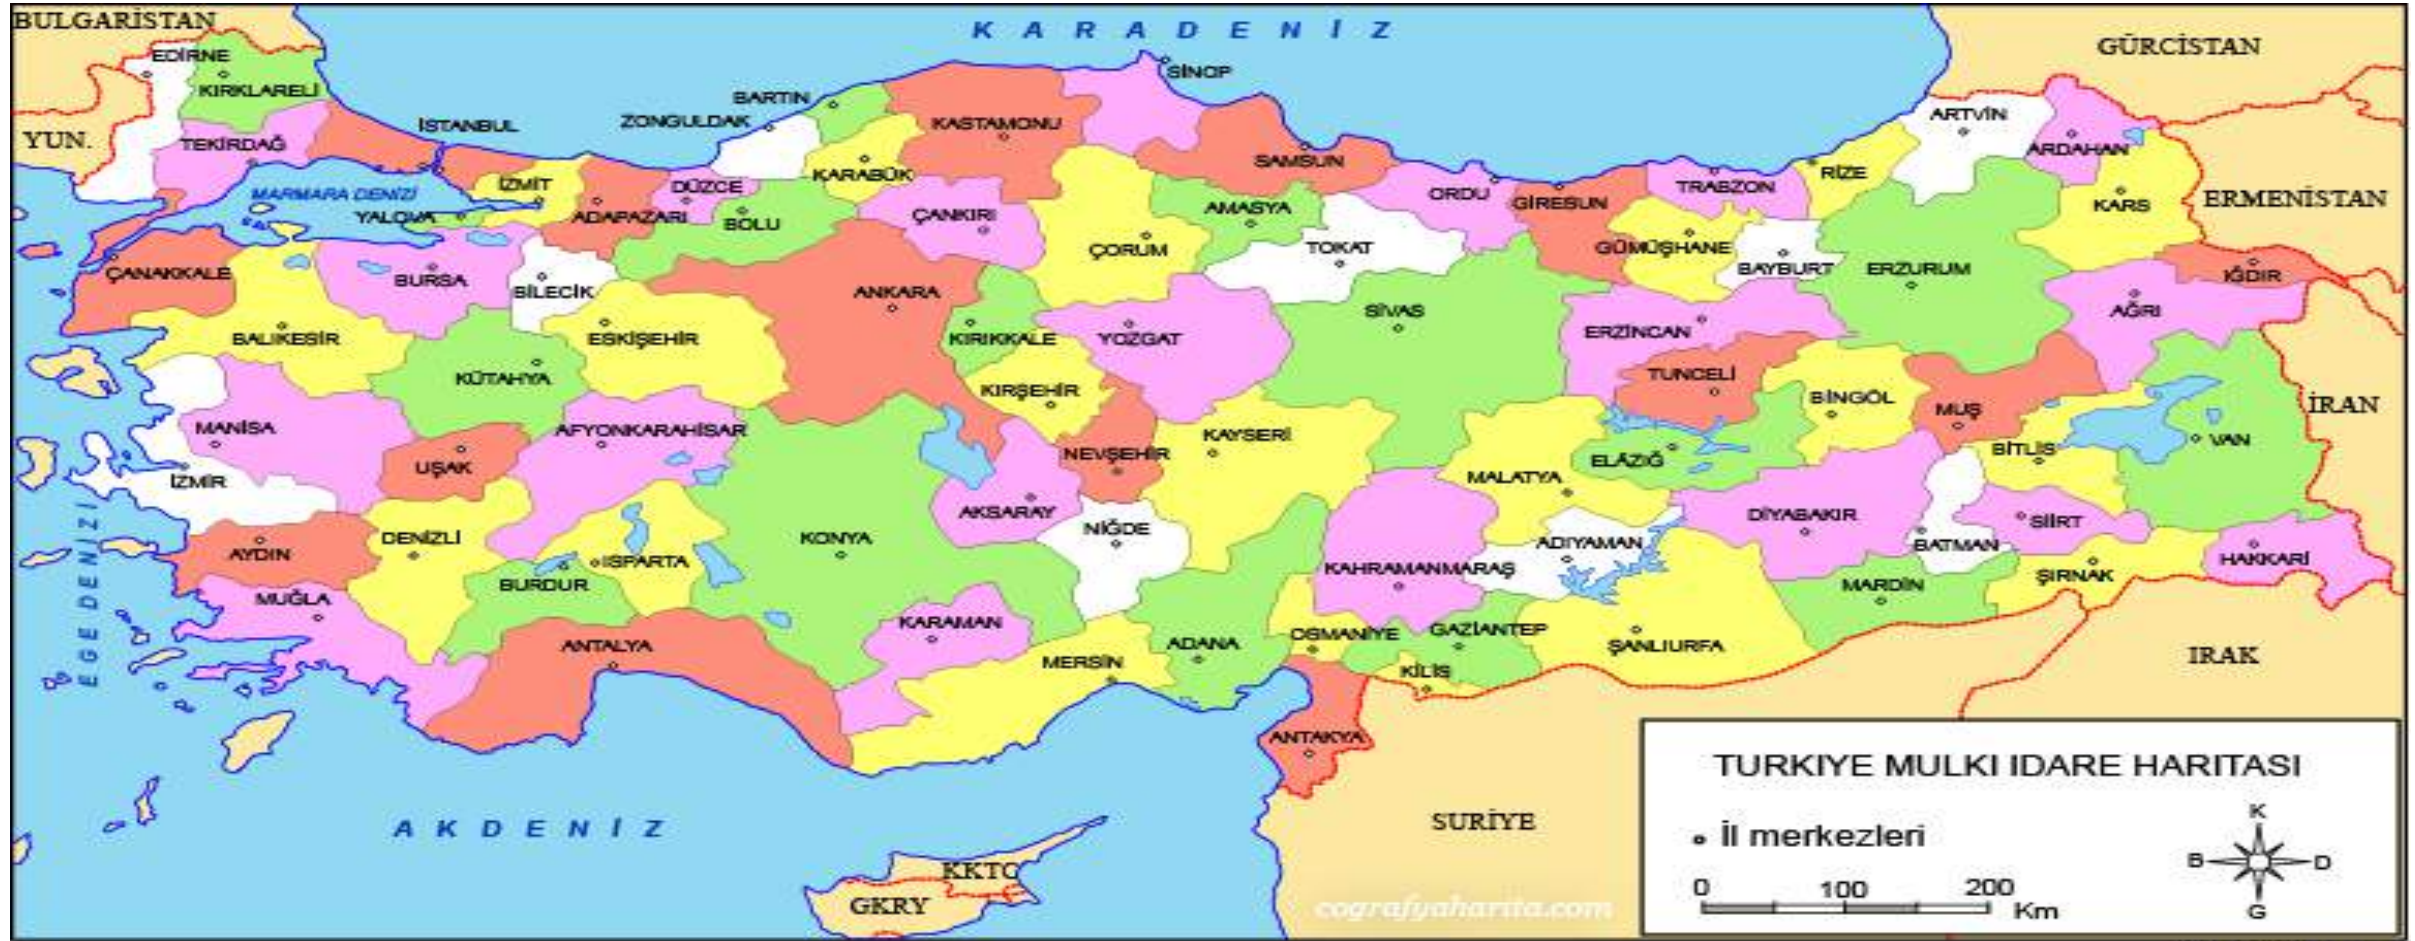 BULGARİSTAN
KARADENİZ
GÜRCİSTAN
EDİRNE
KIRKLARELİ
SİNOP
BARTIN
ZONGULDAK
İSTANBUL
KASTAMONU
ARTVİN
YUN.
TEKİRDAĞ
ARDAHAN
SAMSUN
KARABÜK
RİZE
İZMİT
DÜZCE
TRABZON
ORDU
MARMARA DENİZİ
GİRESUN
ERMENİSTAN
YALOVA
ADAPAZARI
BOLU
ÇANKIRI
AMASYA
KARS
ÇORUM
TOKAT
GÜMÜŞHANE
ÇANAKKALE
BURSA
BİLECİK
BAYBURT
ERZURUM
IĞDIR
ANKARA
SİVAS
AĞRI
BALIKESİR
ESKİŞEHİR
KIRIKKALE
YOZGAT
ERZİNCAN
KÜTAHYA
KIRŞEHİR
TUNCELİ
BİNGÖL
MUŞ
İRAN
MANİSA
AFYONKARAHİSAR
KAYSERİ
VAN
UŞAK
NEVŞEHİR
ELÂZIĞ
BİTLİS
İZMİR
MALATYA
AKSARAY
NİĞDE
DİYABAKIR
SİİRT
EGE DENİZİ
AYDIN
DENİZLİ
KONYA
ADIYAMAN
BATMAN
HAKKARİ
ISPARTA
KAHRAMANMARAŞ
ŞIRNAK
BURDUR
MARDİN
MUĞLA
KARAMAN
ANTALYA
ADANA
OSMANİYE
GAZİANTEP
ŞANLIURFA
MERSİN
KİLİS
IRAK
ANTAKYA
SURİYE
AKDENİZ
KKTC
GKRY
cografyaharita.com
TURKIYE MULKI IDARE HARITASI
İl merkezleri
0 100 200
Km
K
B D
G